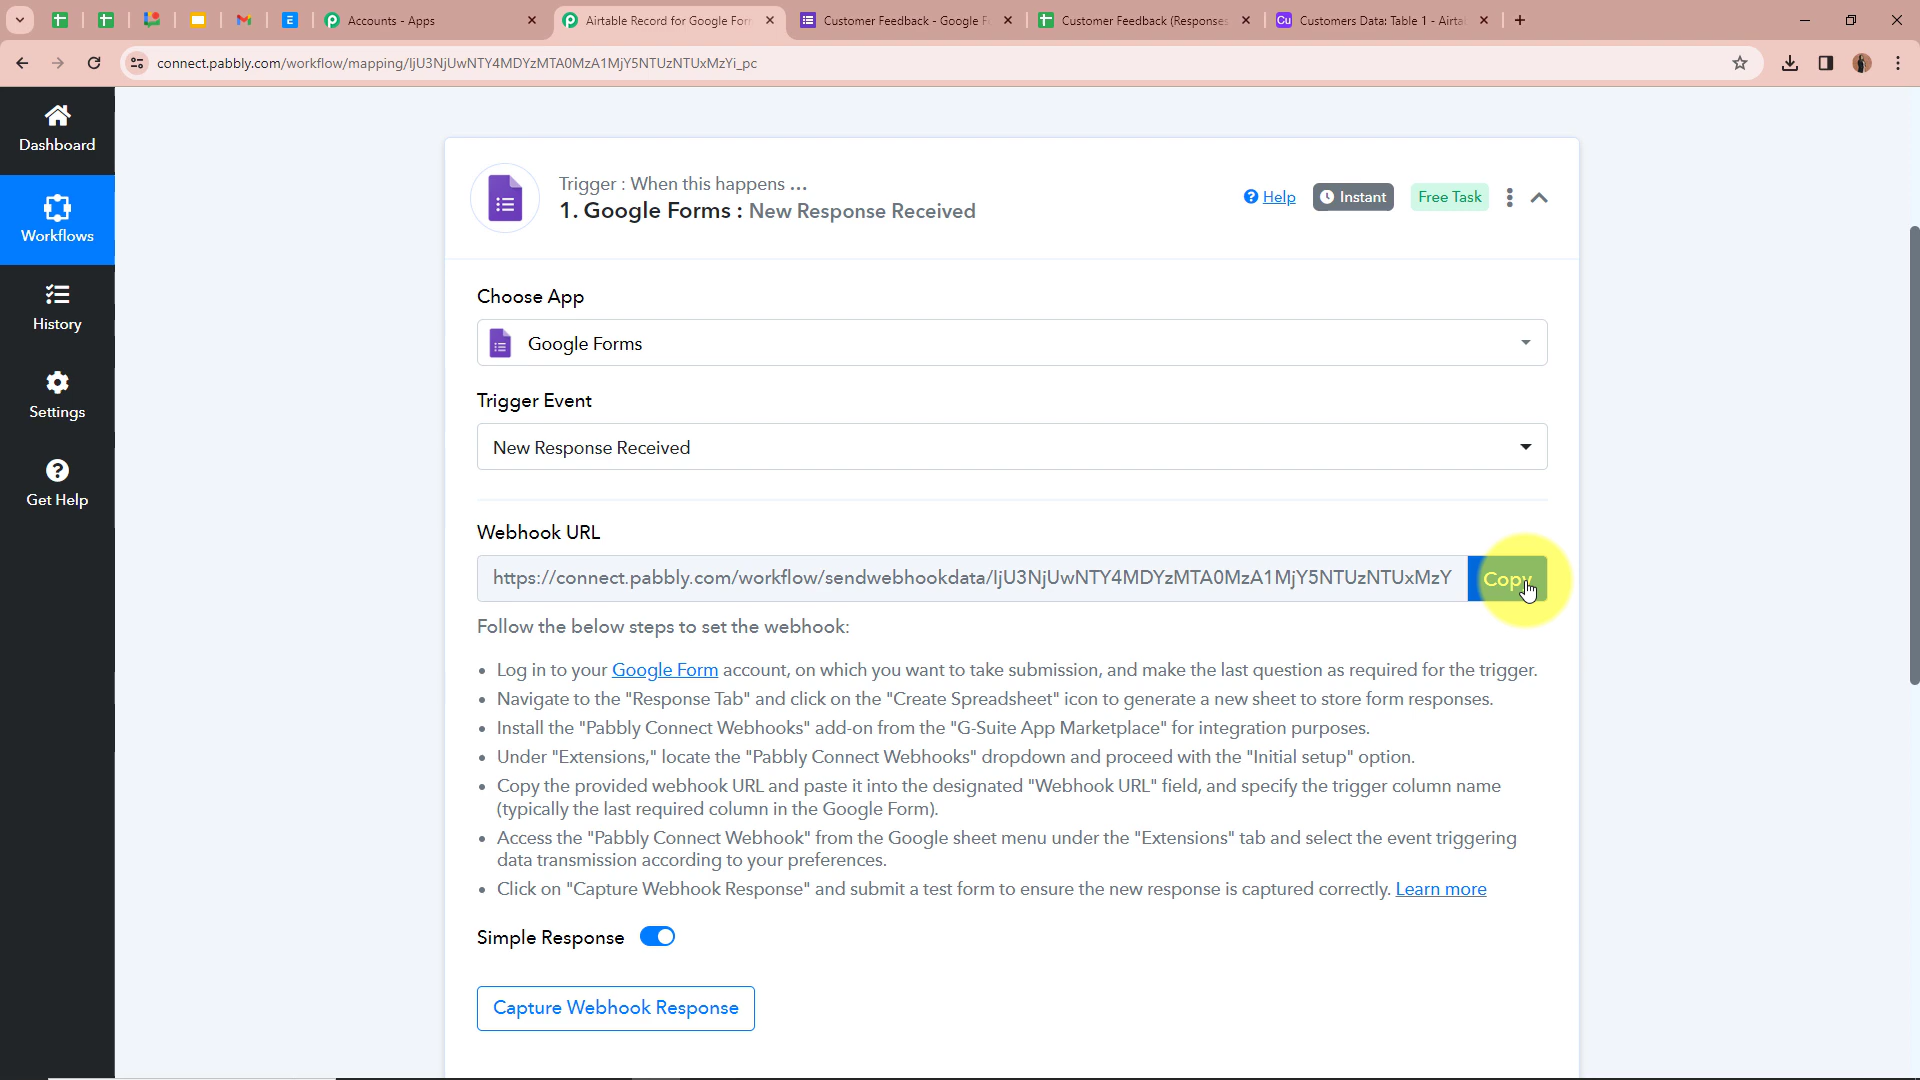 Accounts - Apps
Airtable Record for Google Form
Customer Feedback - Google F
Customer Feedback (Responses
Customers Data: Table 1 - Airta
connect.pabbly.com/workflow/mapping/IjU3NjUwNTY4MDYzMTA0MzA1MjY5NTUzNTUxMzYi_pc
Dashboard
Workflows
History
Settings
Get Help
Trigger : When this happens ...
1. Google Forms : New Response Received
Help
Instant
Free Task
Choose App
Google Forms
Trigger Event
New Response Received
Webhook URL
https://connect.pabbly.com/workflow/sendwebhookdata/IjU3NjUwNTY4MDYzMTA0MzA1MjY5NTUzNTUxMzY
Copy
Follow the below steps to set the webhook:
• Log in to your Google Form account, on which you want to take submission, and make the last question as required for the trigger.
• Navigate to the "Response Tab" and click on the "Create Spreadsheet" icon to generate a new sheet to store form responses.
• Install the "Pabbly Connect Webhooks" add-on from the "G-Suite App Marketplace" for integration purposes.
• Under "Extensions," locate the "Pabbly Connect Webhooks" dropdown and proceed with the "Initial setup" option.
• Copy the provided webhook URL and paste it into the designated "Webhook URL" field, and specify the trigger column name
(typically the last required column in the Google Form).
• Access the "Pabbly Connect Webhook" from the Google sheet menu under the "Extensions" tab and select the event triggering
data transmission according to your preferences.
• Click on "Capture Webhook Response" and submit a test form to ensure the new response is captured correctly. Learn more
Simple Response
Capture Webhook Response